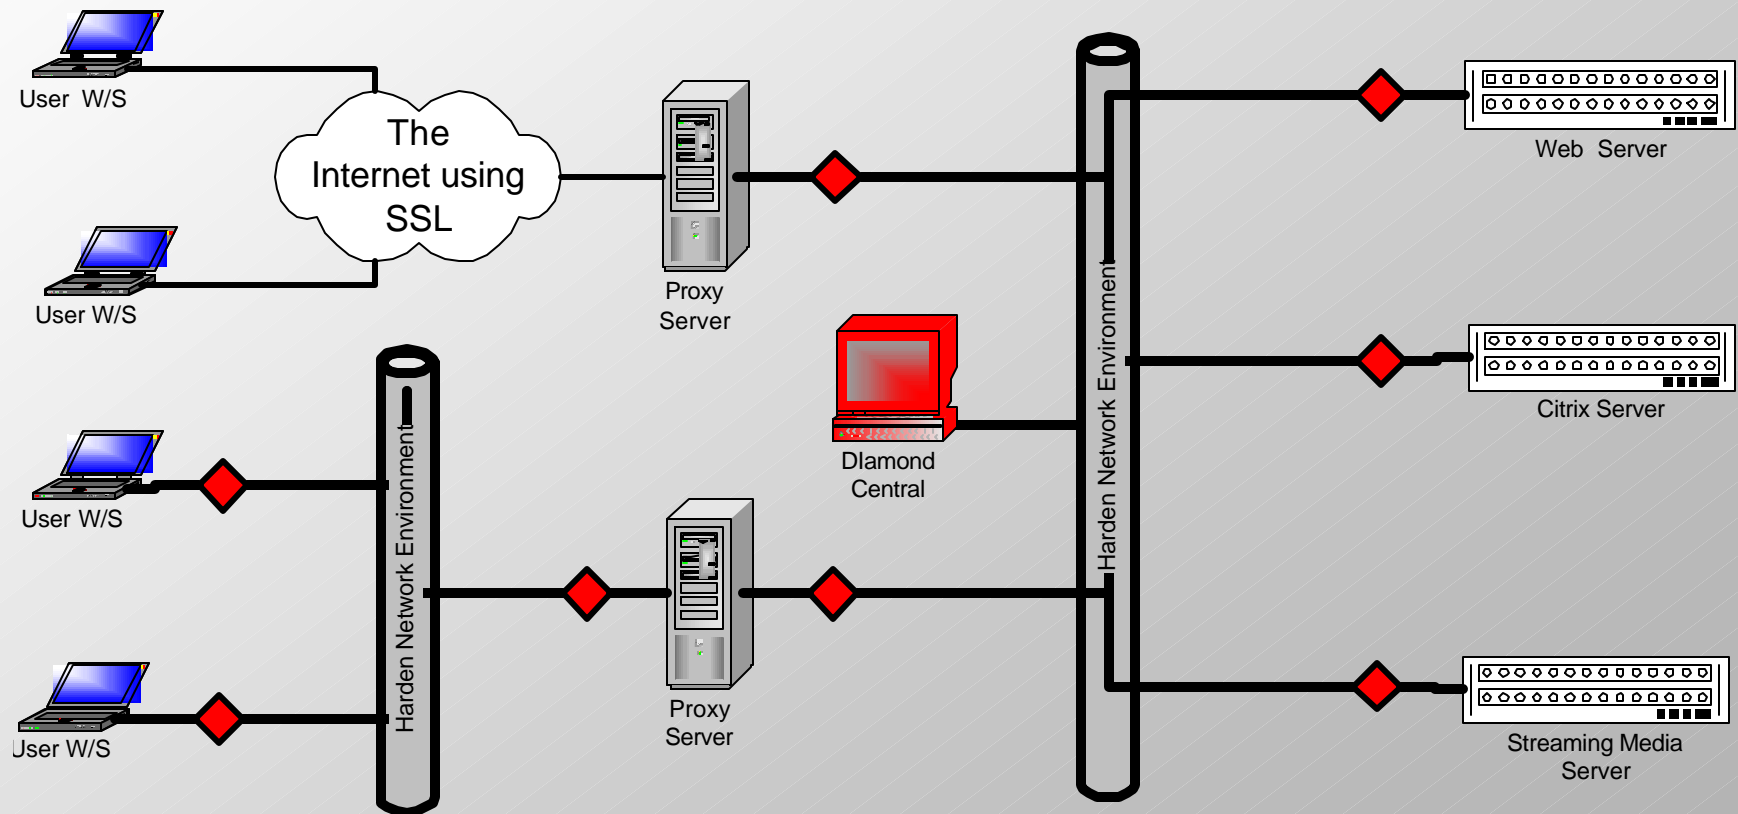 User W/S
The
Internet using
SSL
User W/S
Proxy
Server
Web Server
Harden Network Environment
Citrix Server
DIamond
Central
User W/S
Harden Network Environment
User W/S
Proxy
Server
Streaming Media
Server